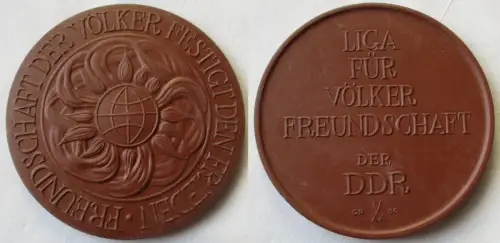 FREUNDSCHAFT DER VÖLKER FESTIGT DEN FRIEDEN ·
LIGA
FÜR
VÖLKER
FREUNDSCHAFT
DER
DDR